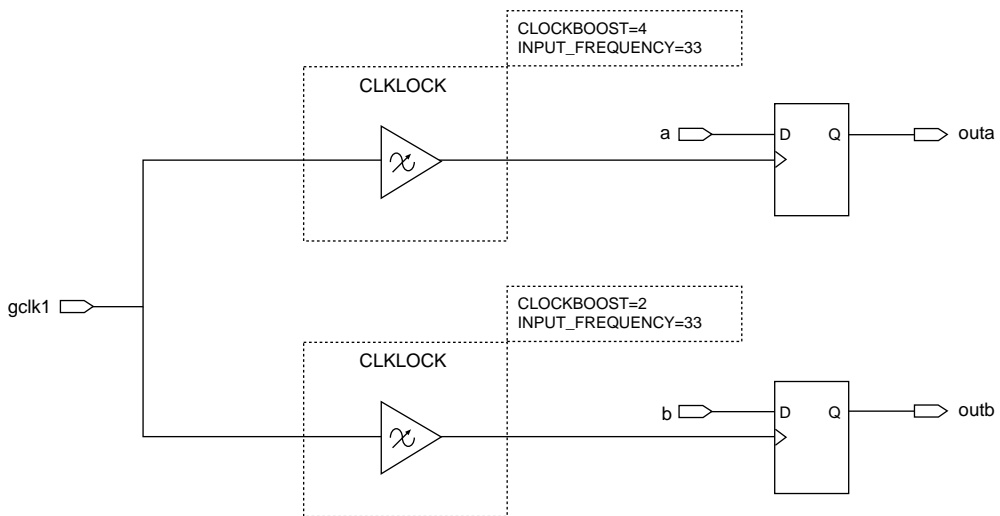 CLOCKBOOST=4
INPUT_FREQUENCY=33
CLKLOCK
a
D
Q
outa
gclk1
CLOCKBOOST=2
INPUT_FREQUENCY=33
CLKLOCK
b
D
Q
outb